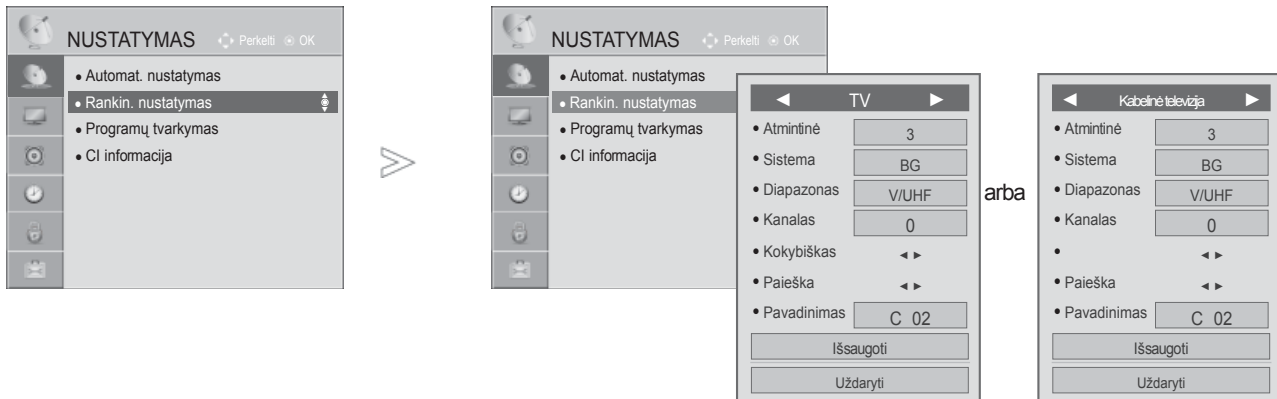 NUSTATYMAS Perkelti OK
• Automat. nustatymas
• Rankin. nustatymas
• Programų tvarkymas
• CI informacija
NUSTATYMAS Perkelti OK
• Automat. nustatymas
• Rankin. nustatymas
• Programų tvarkymas
• CI informacija
◄ TV ►
• Atmintinė 3
• Sistema BG
• Diapazonas V/UHF
• Kanalas 0
• Kokybiškas ◄ ►
• Paieška ◄ ►
• Pavadinimas C 02
Išsaugoti
Uždaryti
arba
◄ Kabelinė televizija ►
• Atmintinė 3
• Sistema BG
• Diapazonas V/UHF
• Kanalas 0
• ◄ ►
• Paieška ◄ ►
• Pavadinimas C 02
Išsaugoti
Uždaryti